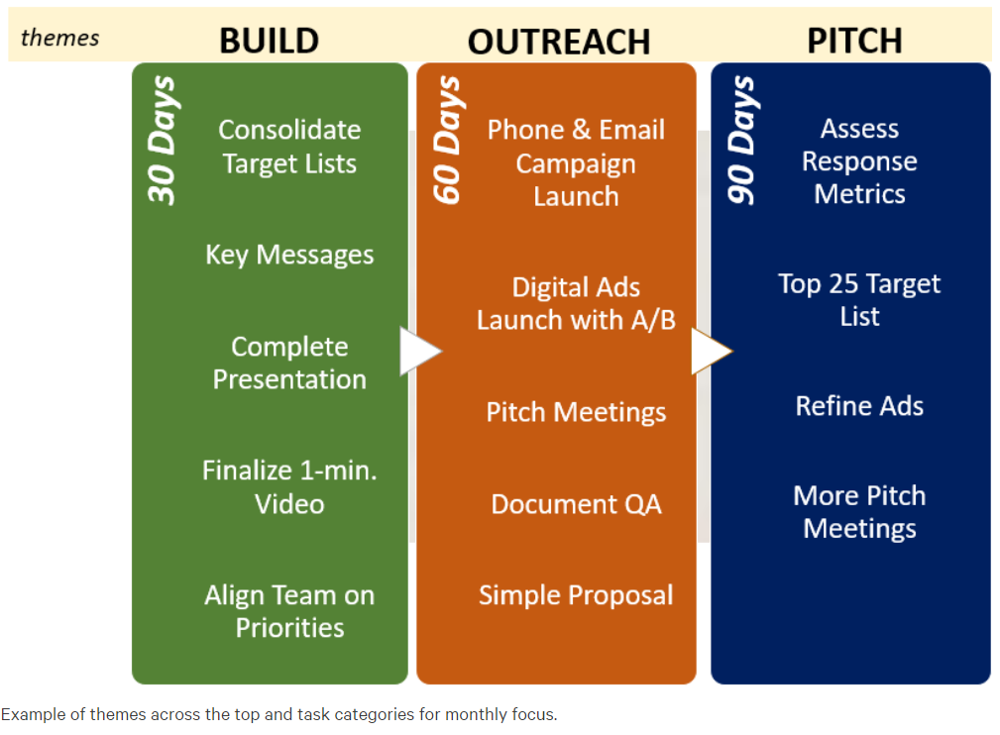 themes
BUILD
OUTREACH
PITCH
30 Days
Consolidate
Target Lists
Key Messages
Complete
Presentation
Finalize 1-min.
Video
Align Team on
Priorities
60 Days
Phone & Email
Campaign
Launch
Digital Ads
Launch with A/B
Pitch Meetings
Document QA
Simple Proposal
90 Days
Assess
Response
Metrics
Top 25 Target
List
Refine Ads
More Pitch
Meetings
Example of themes across the top and task categories for monthly focus.